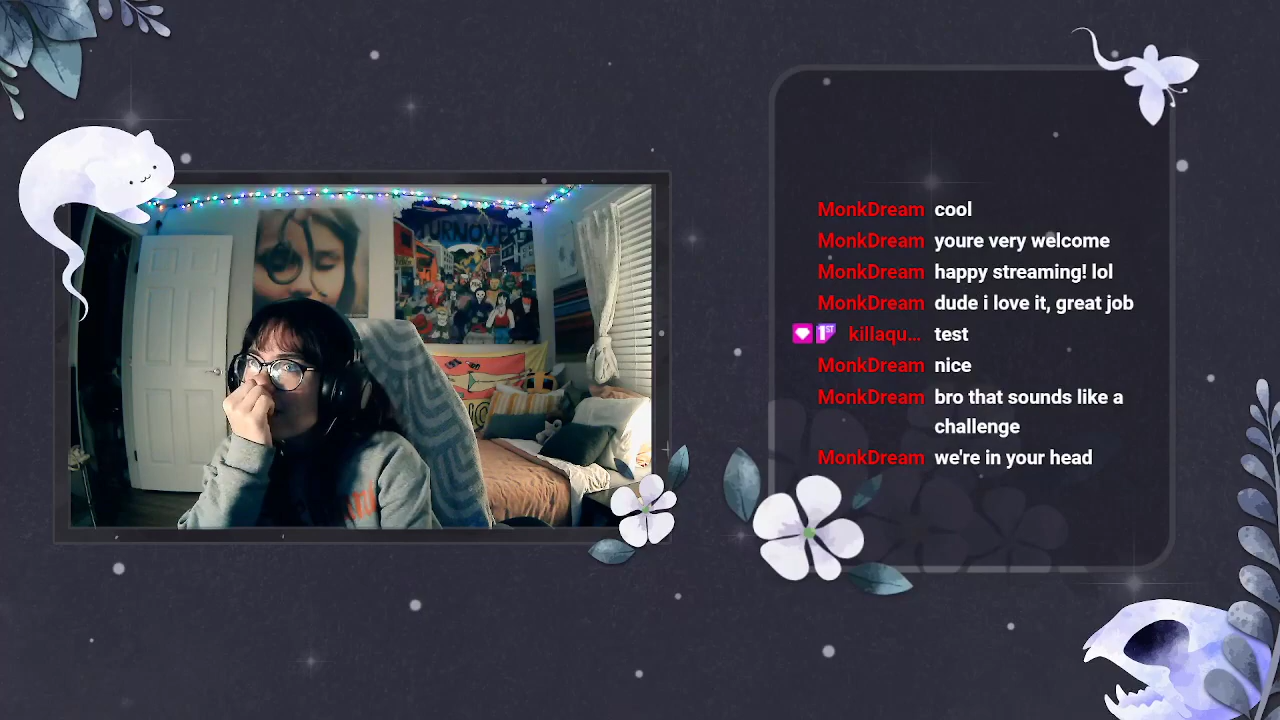 TURNOVER
MonkDream cool
MonkDream youre very welcome
MonkDream happy streaming! lol
MonkDream dude i love it, great job
1ST killaqu... test
MonkDream nice
MonkDream bro that sounds like a
challenge
MonkDream we're in your head